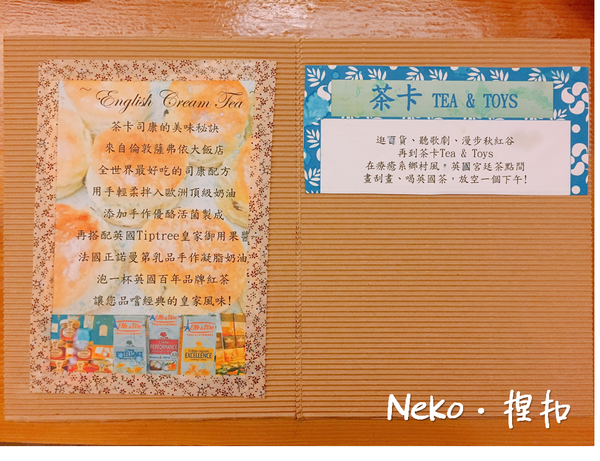 ~English Cream Tea
茶卡司康的美味秘訣
來自倫敦薩弗依大飯店
全世界最好吃的司康配方
用手輕柔拌入歐洲頂級奶油
添加手作優酪活菌製成
再搭配英國Tiptree皇家御用果醬
法國正諾曼第乳品手作凝脂奶油
泡一杯英國百年品牌紅茶
讓您品嚐經典的皇家風味!
PERFORMANCE
EXCELLENCE
茶卡 TEA & TOYS
逛百貨、聽歌劇、漫步秋紅谷
再到茶卡Tea & Toys
在療癒系鄉村風。英國宮廷茶點間
畫刮畫、喝英國茶，放空一個下午!
Neko·捏扣